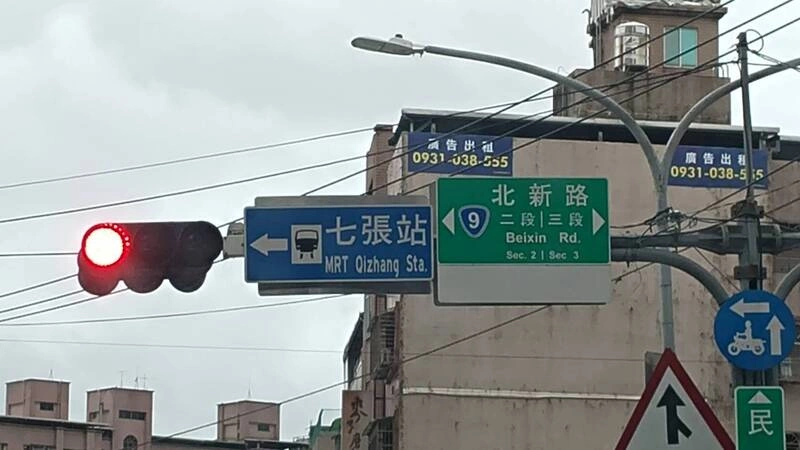 廣告出租
0931-038-555
廣告出租
0931-038-555
七張站
MRT Qizhang Sta.
北新路
9
二段|三段
Beixin Rd.
Sec. 2 | Sec 3
民